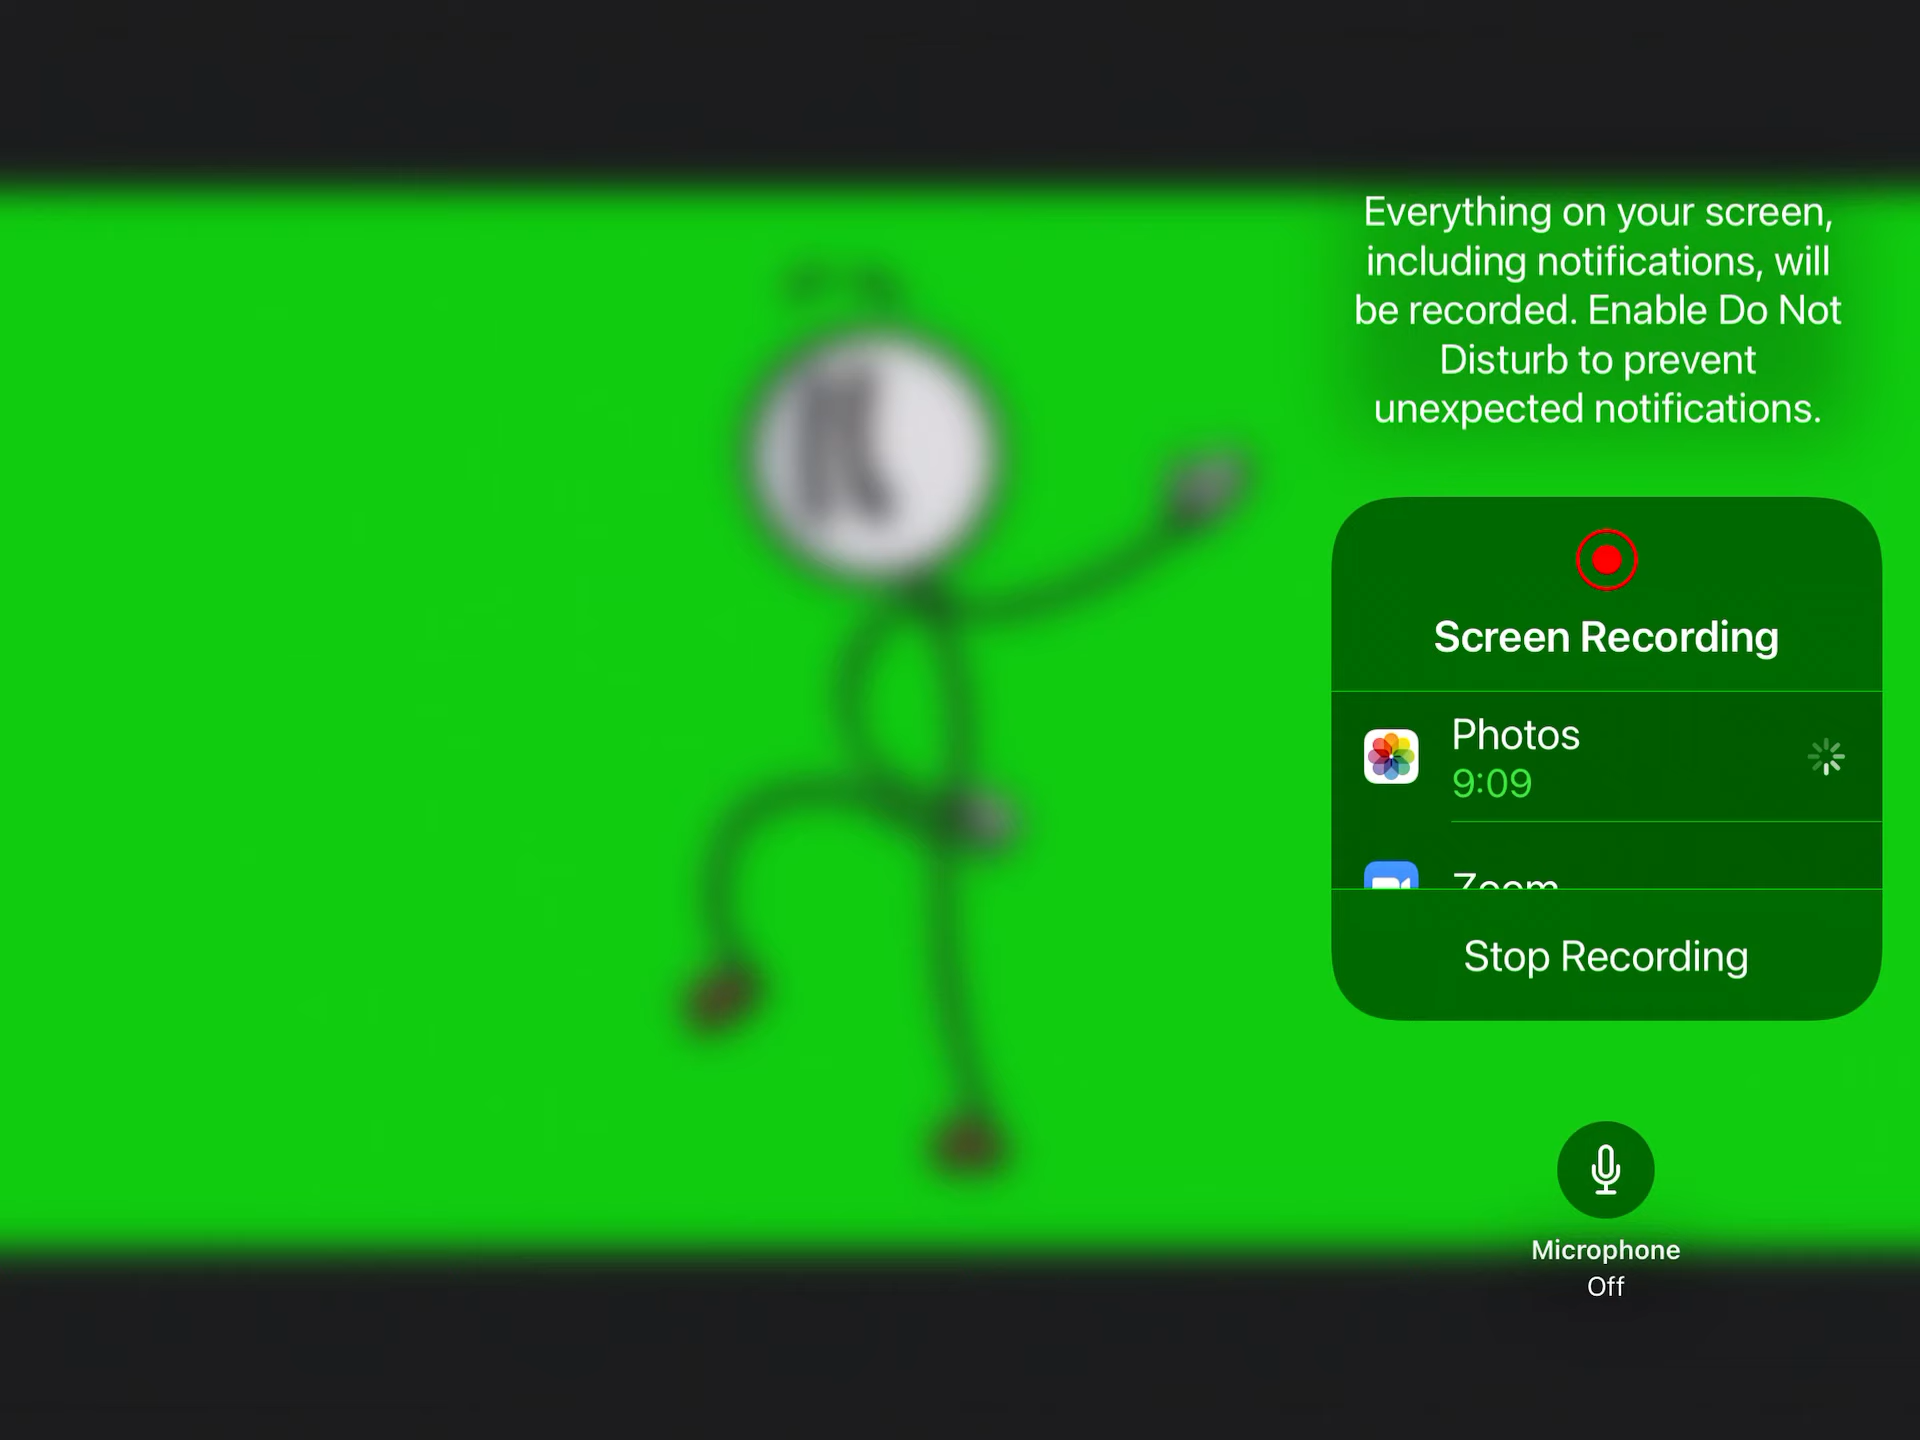 Everything on your screen,
including notifications, will
be recorded. Enable Do Not
Disturb to prevent
unexpected notifications.
Screen Recording
Photos
9:09
Zoom
Stop Recording
Microphone
Off